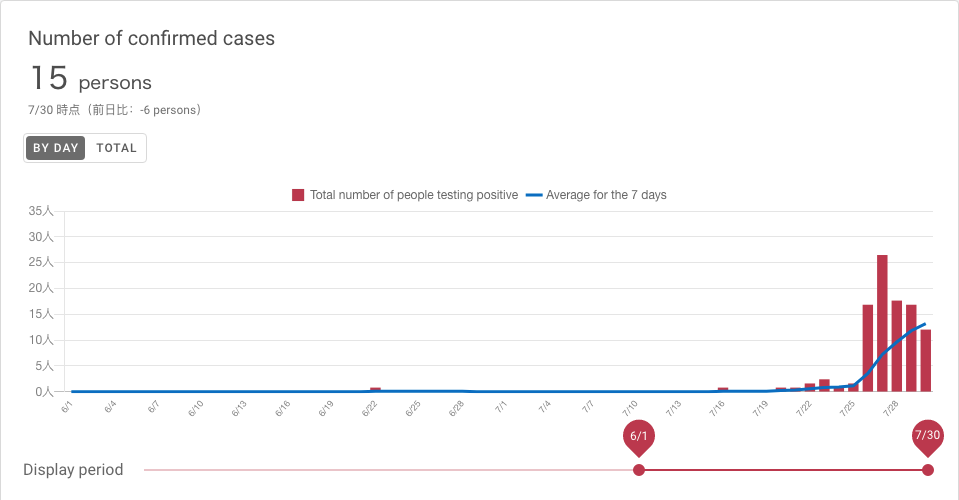 Number of confirmed cases
15 persons
7/30 時点（前日比：-6 persons）
BY DAY TOTAL
Total number of people testing positive Average for the 7 days
35人
30人
25人
20人
15人
10人
5人
0人
6/1 6/4 6/7 6/10 6/13 6/16 6/19 6/22 6/25 6/28 7/1 7/4 7/7 7/10 7/13 7/16 7/19 7/22 7/25 7/28
6/1 7/30
Display period